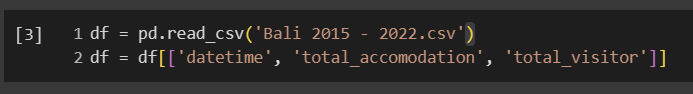 [3] 1 df = pd.read_csv('Bali 2015 - 2022.csv')
2 df = df[['datetime', 'total_accomodation', 'total_visitor']]